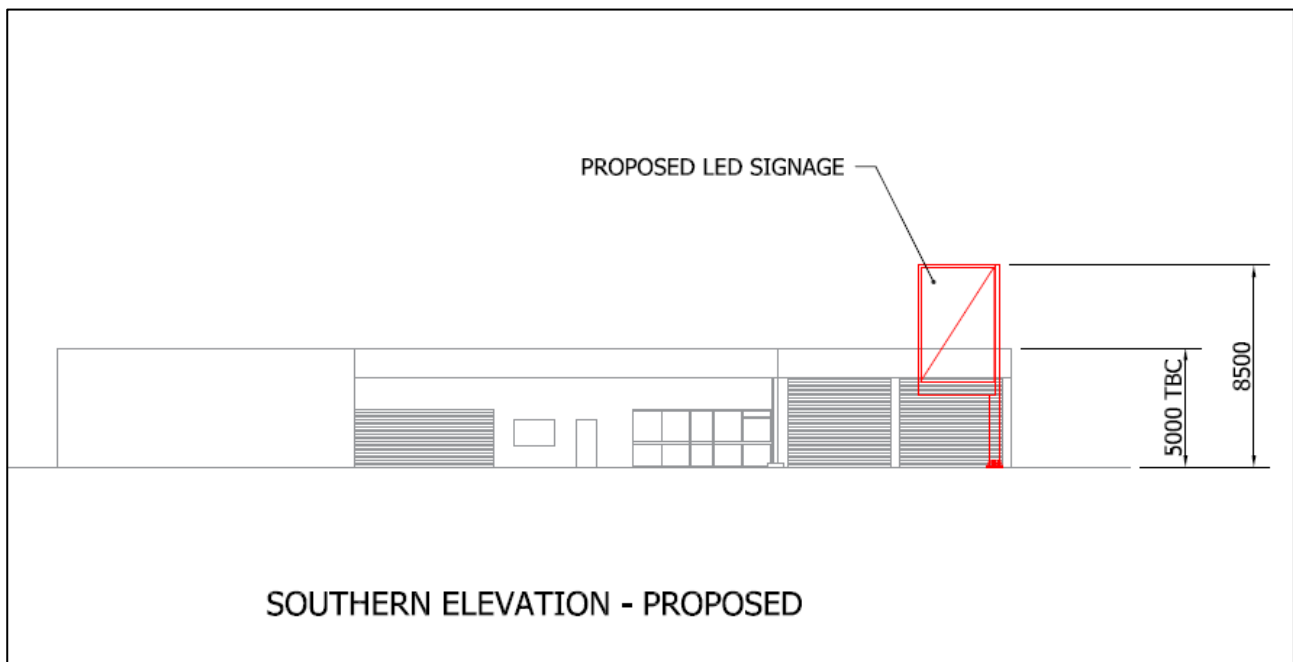 PROPOSED LED SIGNAGE
5000 TBC
8500
SOUTHERN ELEVATION - PROPOSED